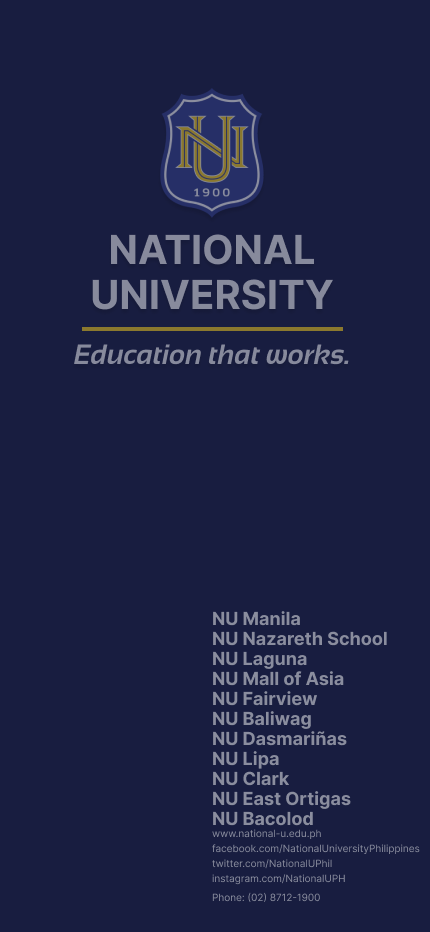 NU
1900
NATIONAL
UNIVERSITY
Education that works.
NU Manila
NU Nazareth School
NU Laguna
NU Mall of Asia
NU Fairview
NU Baliwag
NU Dasmariñas
NU Lipa
NU Clark
NU East Ortigas
NU Bacolod
www.national-u.edu.ph
facebook.com/NationalUniversityPhilippines
twitter.com/NationalUPhil
instagram.com/NationalUPH
Phone: (02) 8712-1900